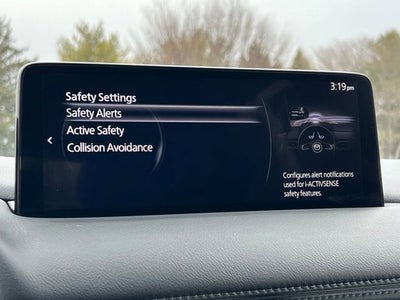 3:19pm
Safety Settings
Safety Alerts
Active Safety
Collision Avoidance
Configures alert notifications
used for i-ACTIVSENSE
safety features.